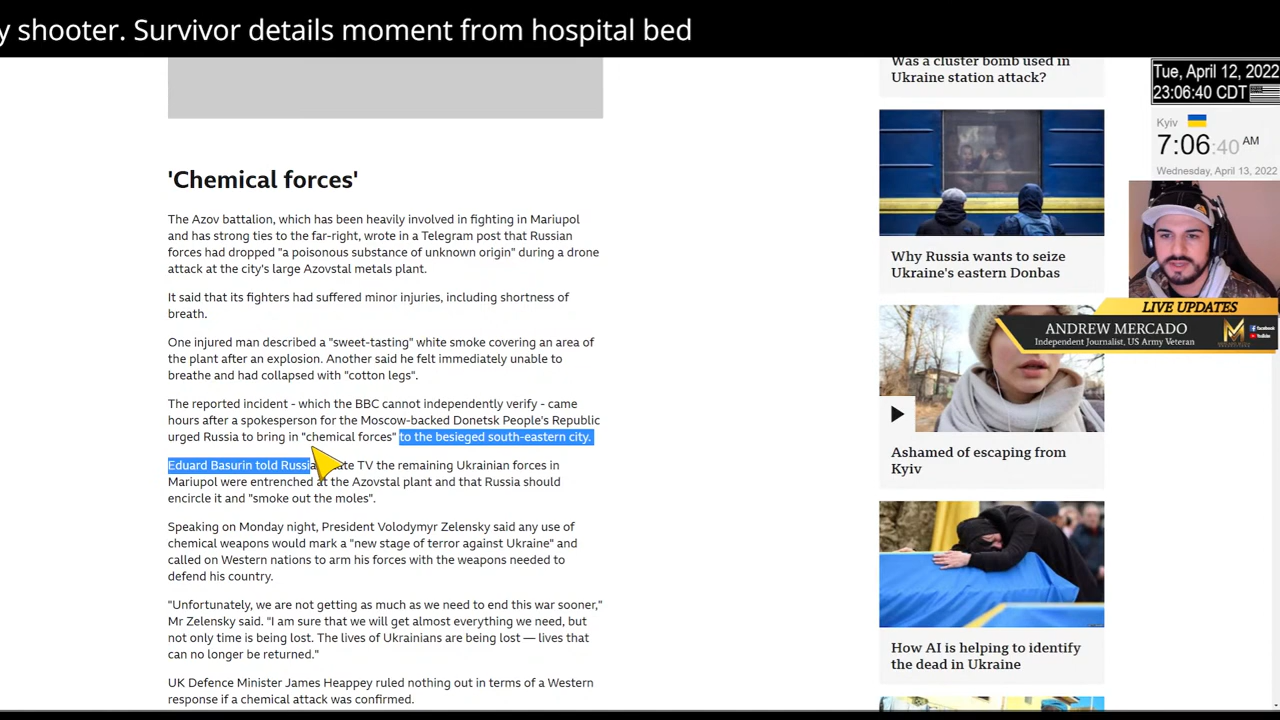 y shooter. Survivor details moment from hospital bed
'Chemical forces'
The Azov battalion, which has been heavily involved in fighting in Mariupol
and has strong ties to the far-right, wrote in a Telegram post that Russian
forces had dropped "a poisonous substance of unknown origin" during a drone
attack at the city's large Azovstal metals plant.
It said that its fighters had suffered minor injuries, including shortness of
breath.
One injured man described a "sweet-tasting" white smoke covering an area of
the plant after an explosion. Another said he felt immediately unable to
breathe and had collapsed with "cotton legs".
The reported incident - which the BBC cannot independently verify - came
hours after a spokesperson for the Moscow-backed Donetsk People's Republic
urged Russia to bring in "chemical forces" to the besieged south-eastern city.
Eduard Basurin told Russia ate TV the remaining Ukrainian forces in
Mariupol were entrenched at the Azovstal plant and that Russia should
encircle it and "smoke out the moles".
Speaking on Monday night, President Volodymyr Zelensky said any use of
chemical weapons would mark a "new stage of terror against Ukraine" and
called on Western nations to arm his forces with the weapons needed to
defend his country.
"Unfortunately, we are not getting as much as we need to end this war sooner,"
Mr Zelensky said. "I am sure that we will get almost everything we need, but
not only time is being lost. The lives of Ukrainians are being lost — lives that
can no longer be returned."
UK Defence Minister James Heappey ruled nothing out in terms of a Western
response if a chemical attack was confirmed.
Was a cluster bomb used in
Ukraine station attack?
Why Russia wants to seize
Ukraine's eastern Donbas
Ashamed of escaping from
Kyiv
How AI is helping to identify
the dead in Ukraine
Tue, April 12, 2022
23:06:40 CDT
Kyiv
7:06:40 AM
Wednesday, April 13, 2022
LIVE UPDATES
ANDREW MERCADO
Independent Journalist, US Army Veteran
facebook
YouTube